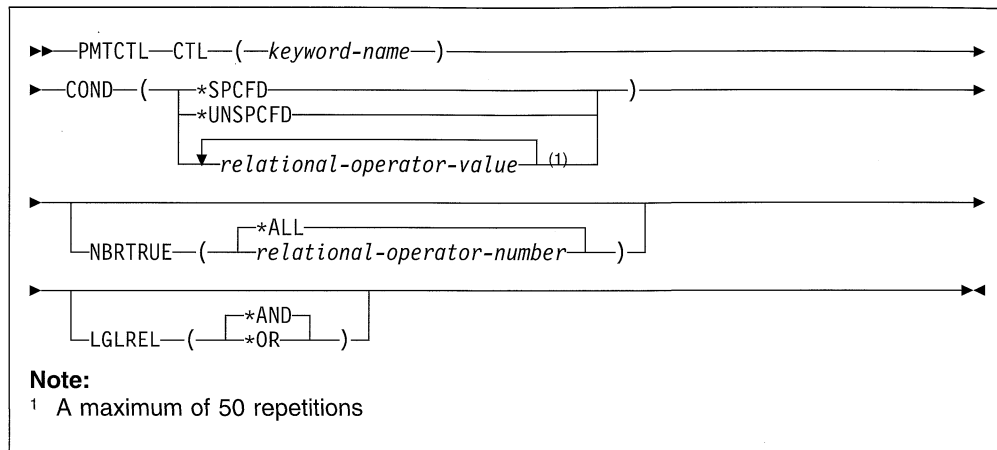 PMTCTL CTL ( keyword-name )
COND ( *SPCFD )
*UNSPCFD
relational-operator-value (1)
*ALL
NBRTRUE ( relational-operator-number )
*AND
LGLREL ( *OR )
Note:
1 A maximum of 50 repetitions